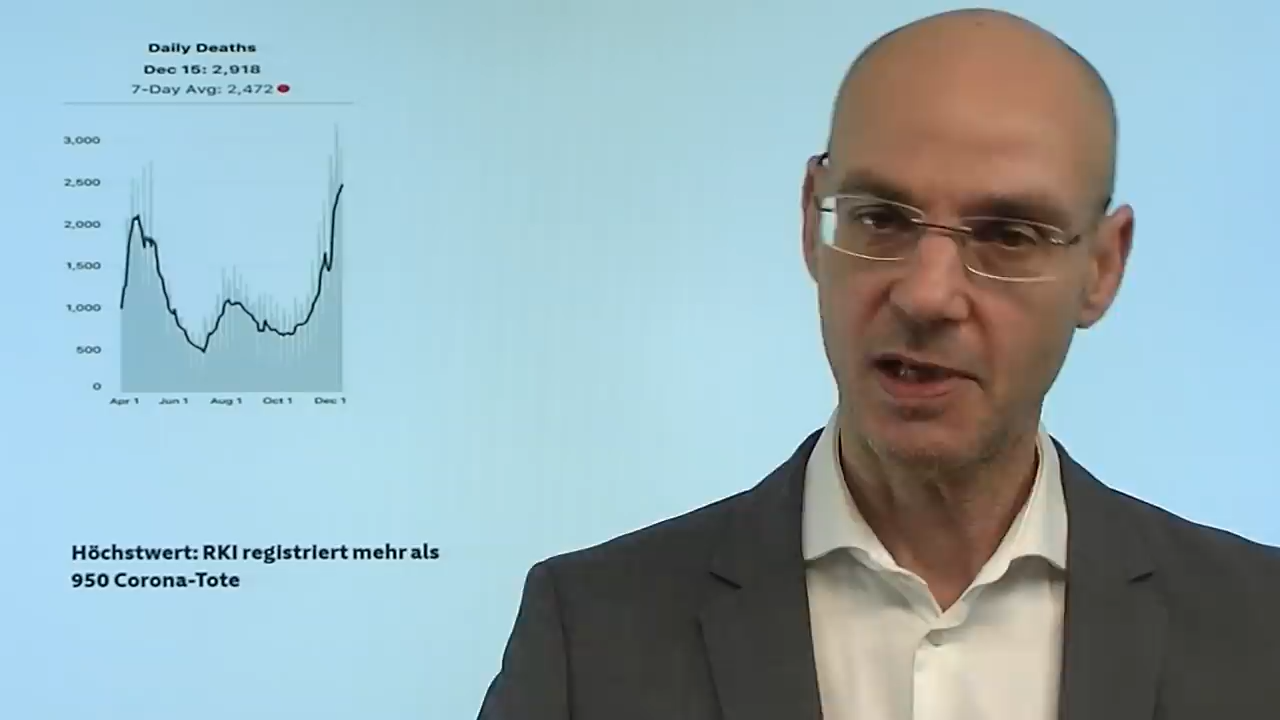 Daily Deaths
Dec 15: 2,918
7-Day Avg: 2,472
3,000
2,500
2,000
1,500
1,000
500
0
Apr 1 Jun 1 Aug 1 Oct 1 Dec 1
Höchstwert: RKI registriert mehr als
950 Corona-Tote